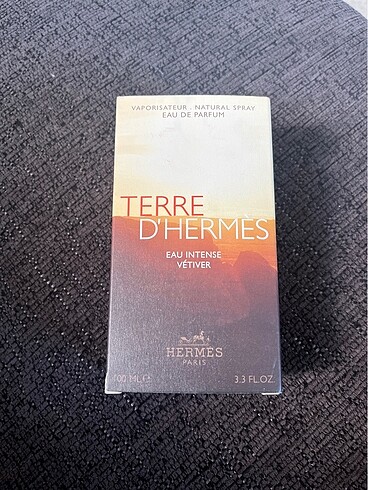 VAPORISATEUR . NATURAL SPRAY
EAU DE PARFUM
TERRE
D'HERMÈS
EAU INTENSE
VÉTIVER
HERMÈS
PARIS
100 ML ℮
3.3 FL.OZ.